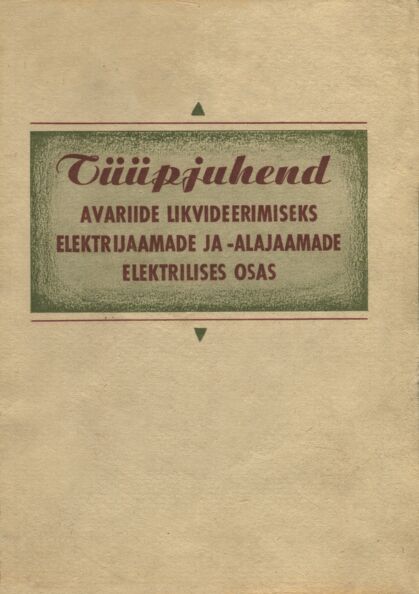 Tüüpjuhend
AVARIIDE LIKVIDEERIMISEKS
ELEKTRIJAAMADE JA -ALAJAAMADE
ELEKTRILISES OSAS